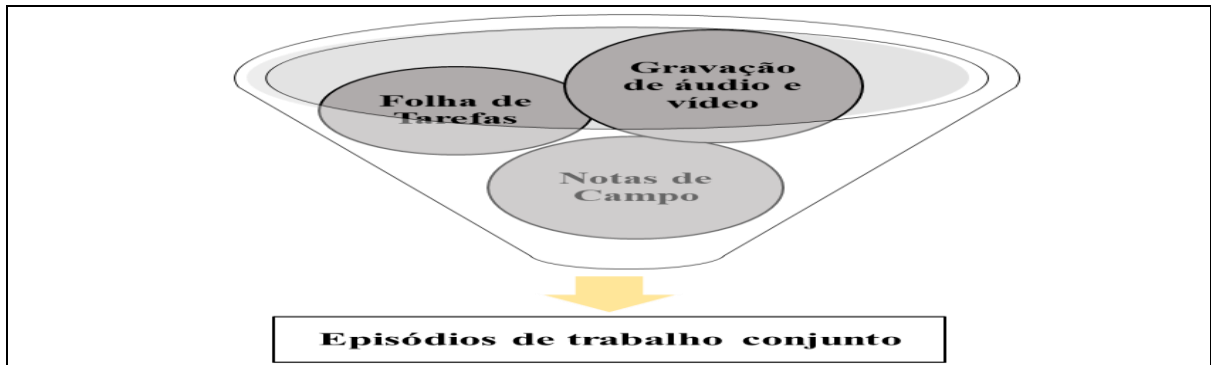 Gravação
de áudio e
vídeo
Folha de
Tarefas
Notas de
Campo
Episódios de trabalho conjunto